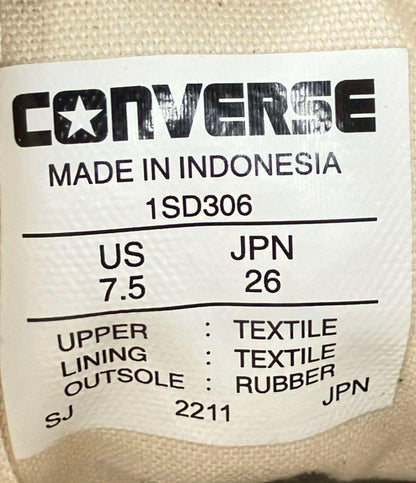 CONVERSE
MADE IN INDONESIA
1SD306
US JPN
7.5 26
UPPER : TEXTILE
LINING : TEXTILE
OUTSOLE : RUBBER
SJ 2211 JPN